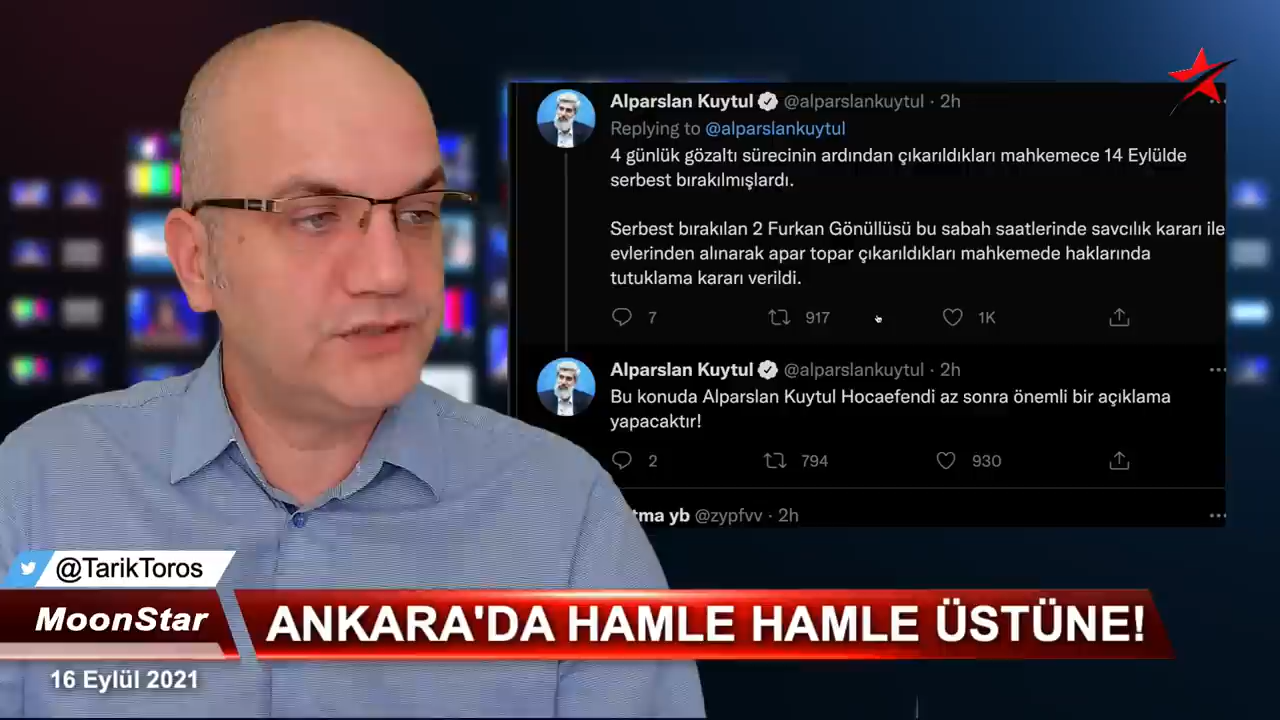 Alparslan Kuytul @alparslankuytul · 2h
Replying to @alparslankuytul
4 günlük gözaltı sürecinin ardından çıkarıldıkları mahkemece 14 Eylülde
serbest bırakılmışlardı.
Serbest bırakılan 2 Furkan Gönüllüsü bu sabah saatlerinde savcılık kararı ile
evlerinden alınarak apar topar çıkarıldıkları mahkemede haklarında
tutuklama kararı verildi.
7 917 1K
Alparslan Kuytul @alparslankuytul · 2h
Bu konuda Alparslan Kuytul Hocaefendi az sonra önemli bir açıklama
yapacaktır!
2 794 930
tma yb @zypfvv · 2h
@TarikToros
MoonStar
ANKARA'DA HAMLE HAMLE ÜSTÜNE!
16 Eylül 2021